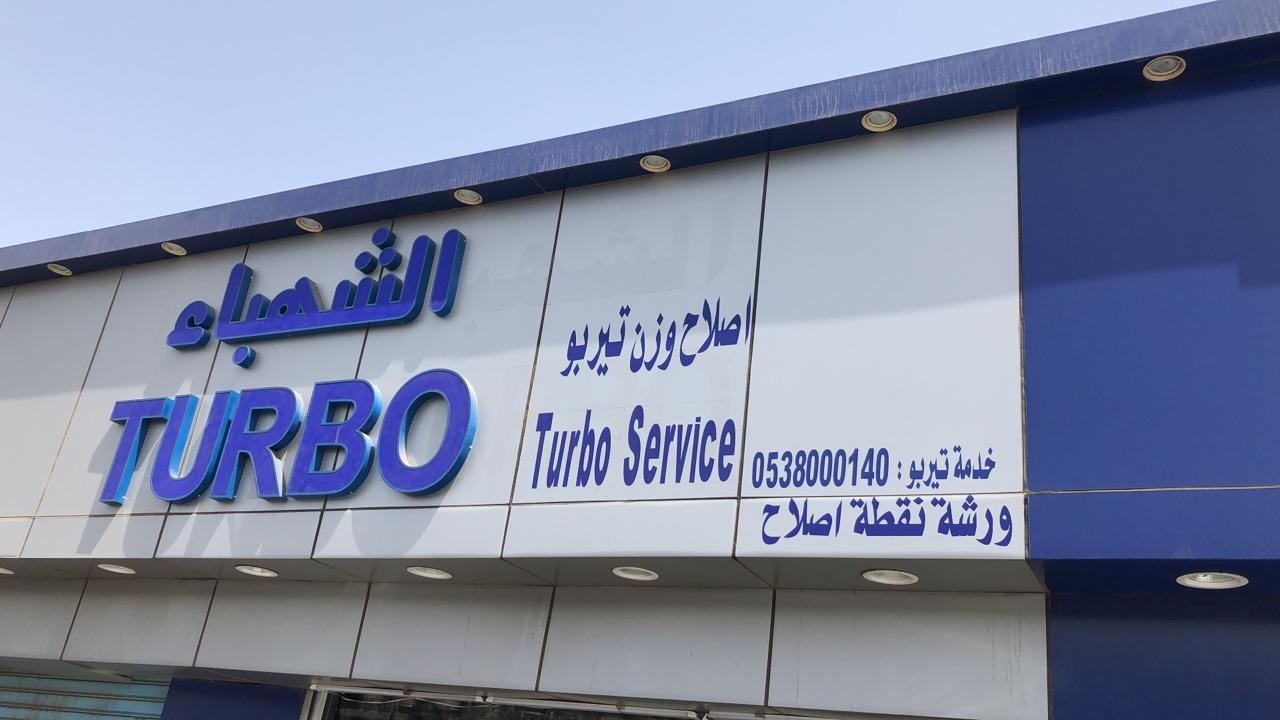 الشهباء
TURBO
اصلاح وزن تيربو
Turbo Service
خدمة تيربو : 0538000140
ورشة نقطة اصلاح